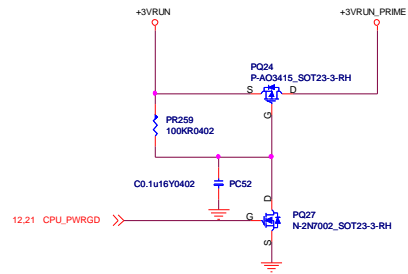 +3VRUN
+3VRUN_PRIME
PQ24
P-AO3415_SOT23-3-RH
S
D
G
PR259
100KR0402
C0.1u16Y0402
PC52
D
PQ27
N-2N7002_SOT23-3-RH
12,21 CPU_PWRGD
G
S